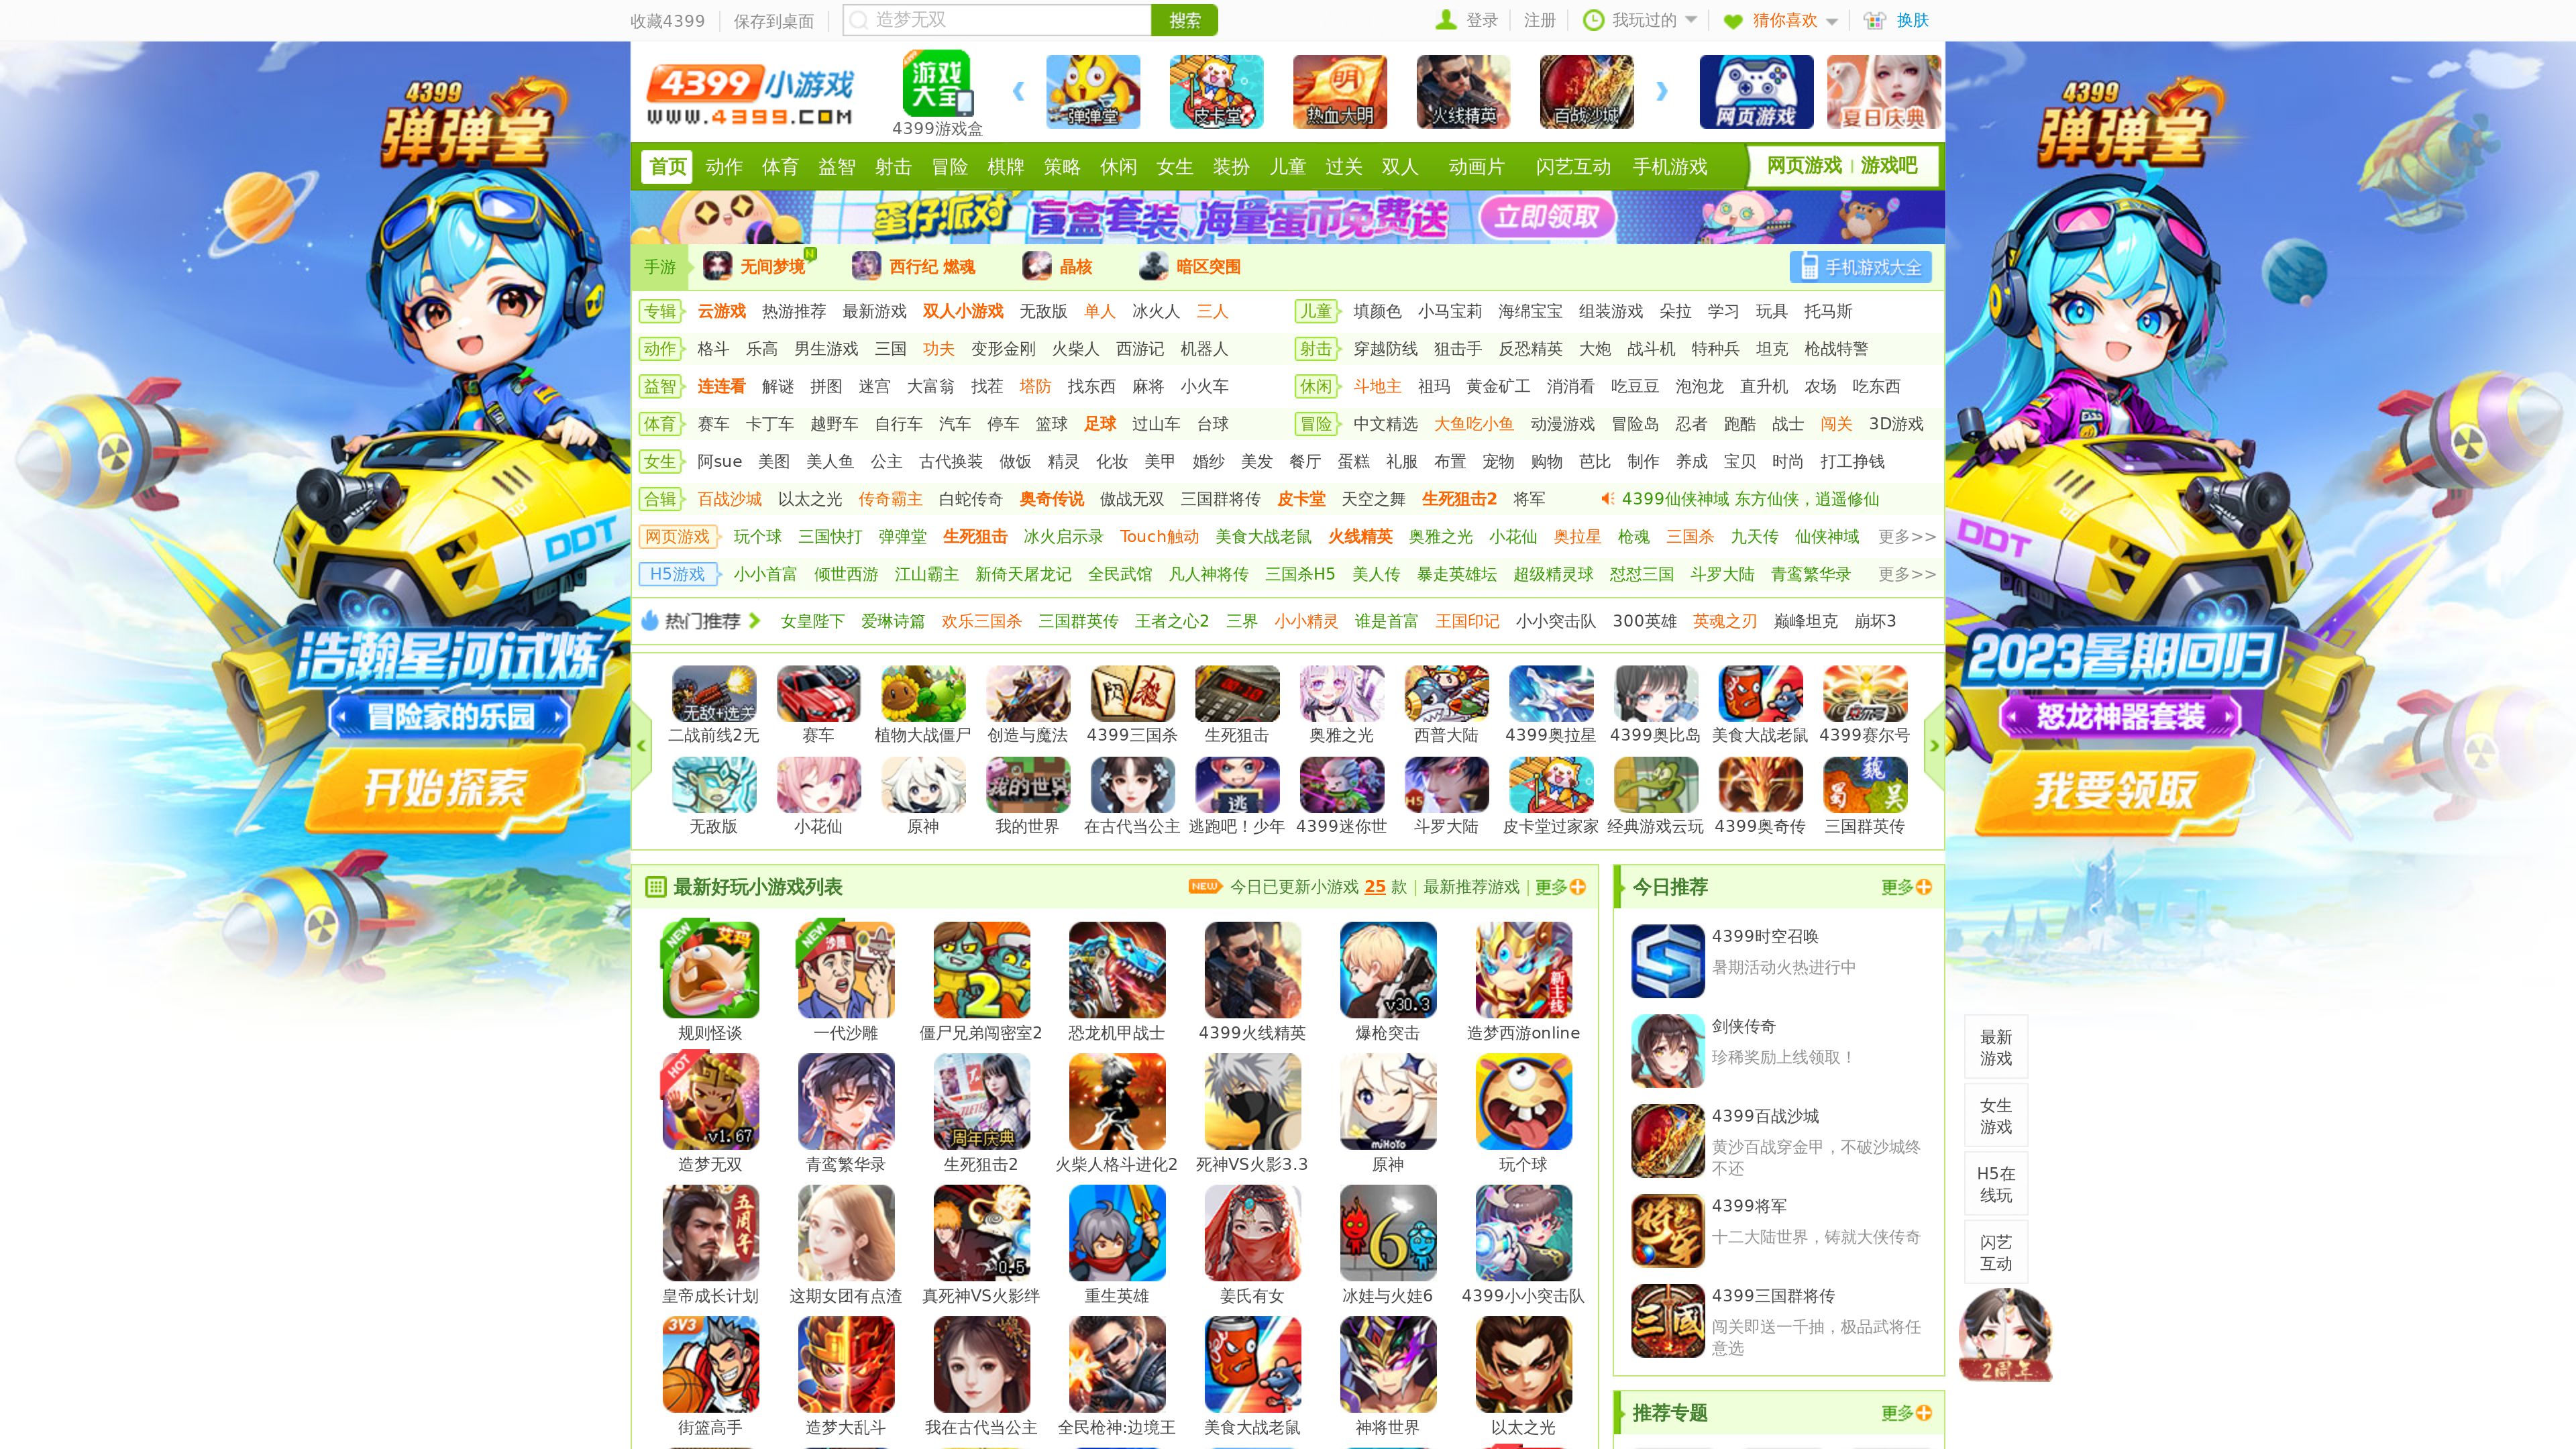 收藏4399 保存到桌面 造梦无双 搜索 登录 注册 我玩过的 猜你喜欢 换肤
4399 弹弹堂
浩瀚星河试炼
冒险家的乐园
开始探索
4399小游戏
www.4399.com
游戏大全
4399游戏盒
弹弹堂 皮卡堂 热血大明 火线精英 百战沙城 网页游戏 夏日庆典
首页 动作 体育 益智 射击 冒险 棋牌 策略 休闲 女生 装扮 儿童 过关 双人 动画片 闪艺互动 手机游戏 网页游戏 | 游戏吧
蛋仔派对 盲盒套装、海量蛋币免费送 立即领取
手游 无间梦境 N 西行纪 燃魂 晶核 暗区突围 手机游戏大全
专辑 云游戏 热游推荐 最新游戏 双人小游戏 无敌版 单人 冰火人 三人
儿童 填颜色 小马宝莉 海绵宝宝 组装游戏 朵拉 学习 玩具 托马斯
动作 格斗 乐高 男生游戏 三国 功夫 变形金刚 火柴人 西游记 机器人
射击 穿越防线 狙击手 反恐精英 大炮 战斗机 特种兵 坦克 枪战特警
益智 连连看 解谜 拼图 迷宫 大富翁 找茬 塔防 找东西 麻将 小火车
休闲 斗地主 祖玛 黄金矿工 消消看 吃豆豆 泡泡龙 直升机 农场 吃东西
体育 赛车 卡丁车 越野车 自行车 汽车 停车 篮球 足球 过山车 台球
冒险 中文精选 大鱼吃小鱼 动漫游戏 冒险岛 忍者 跑酷 战士 闯关 3D游戏
女生 阿sue 美图 美人鱼 公主 古代换装 做饭 精灵 化妆 美甲 婚纱 美发 餐厅 蛋糕 礼服 布置 宠物 购物 芭比 制作 养成 宝贝 时尚 打工挣钱
合辑 百战沙城 以太之光 传奇霸主 白蛇传奇 奥奇传说 傲战无双 三国群将传 皮卡堂 天空之舞 生死狙击2 将军 4399仙侠神域 东方仙侠，逍遥修仙
网页游戏 玩个球 三国快打 弹弹堂 生死狙击 冰火启示录 Touch触动 美食大战老鼠 火线精英 奥雅之光 小花仙 奥拉星 枪魂 三国杀 九天传 仙侠神域 更多>>
H5游戏 小小首富 倾世西游 江山霸主 新倚天屠龙记 全民武馆 凡人神将传 三国杀H5 美人传 暴走英雄坛 超级精灵球 怼怼三国 斗罗大陆 青鸾繁华录 更多>>
热门推荐 女皇陛下 爱琳诗篇 欢乐三国杀 三国群英传 王者之心2 三界 小小精灵 谁是首富 王国印记 小小突击队 300英雄 英魂之刃 巅峰坦克 崩坏3
无敌+选关
二战前线2无 赛车 植物大战僵尸 创造与魔法 4399三国杀 生死狙击 奥雅之光 西普大陆 4399奥拉星 4399奥比岛 美食大战老鼠 4399赛尔号
我的世界 逃 H5 魏 蜀 吴
无敌版 小花仙 原神 我的世界 在古代当公主 逃跑吧！少年 4399迷你世 斗罗大陆 皮卡堂过家家 经典游戏云玩 4399奥奇传 三国群英传
最新好玩小游戏列表 NEW 今日已更新小游戏 25 款 | 最新推荐游戏 | 更多
NEW 艾玛 NEW 沙雕 2 v30.3 新主线
规则怪谈 一代沙雕 僵尸兄弟闯密室2 恐龙机甲战士 4399火线精英 爆枪突击 造梦西游online
HOT v1.67 周年庆典 miHoYo
造梦无双 青鸾繁华录 生死狙击2 火柴人格斗进化2 死神VS火影3.3 原神 玩个球
五周年 0.5 6
皇帝成长计划 这期女团有点渣 真死神VS火影绊 重生英雄 姜氏有女 冰娃与火娃6 4399小小突击队
3V3
街篮高手 造梦大乱斗 我在古代当公主 全民枪神:边境王 美食大战老鼠 神将世界 以太之光
今日推荐 更多
4399时空召唤
暑期活动火热进行中
剑侠传奇
珍稀奖励上线领取！
4399百战沙城
黄沙百战穿金甲，不破沙城终
不还
将军
4399将军
十二大陆世界，铸就大侠传奇
三國
4399三国群将传
闯关即送一千抽，极品武将任
意选
推荐专题 更多
4399 弹弹堂
DDT
DDT
2023暑期回归
怒龙神器套装
我要领取
最新
游戏
女生
游戏
H5在
线玩
闪艺
互动
2周年